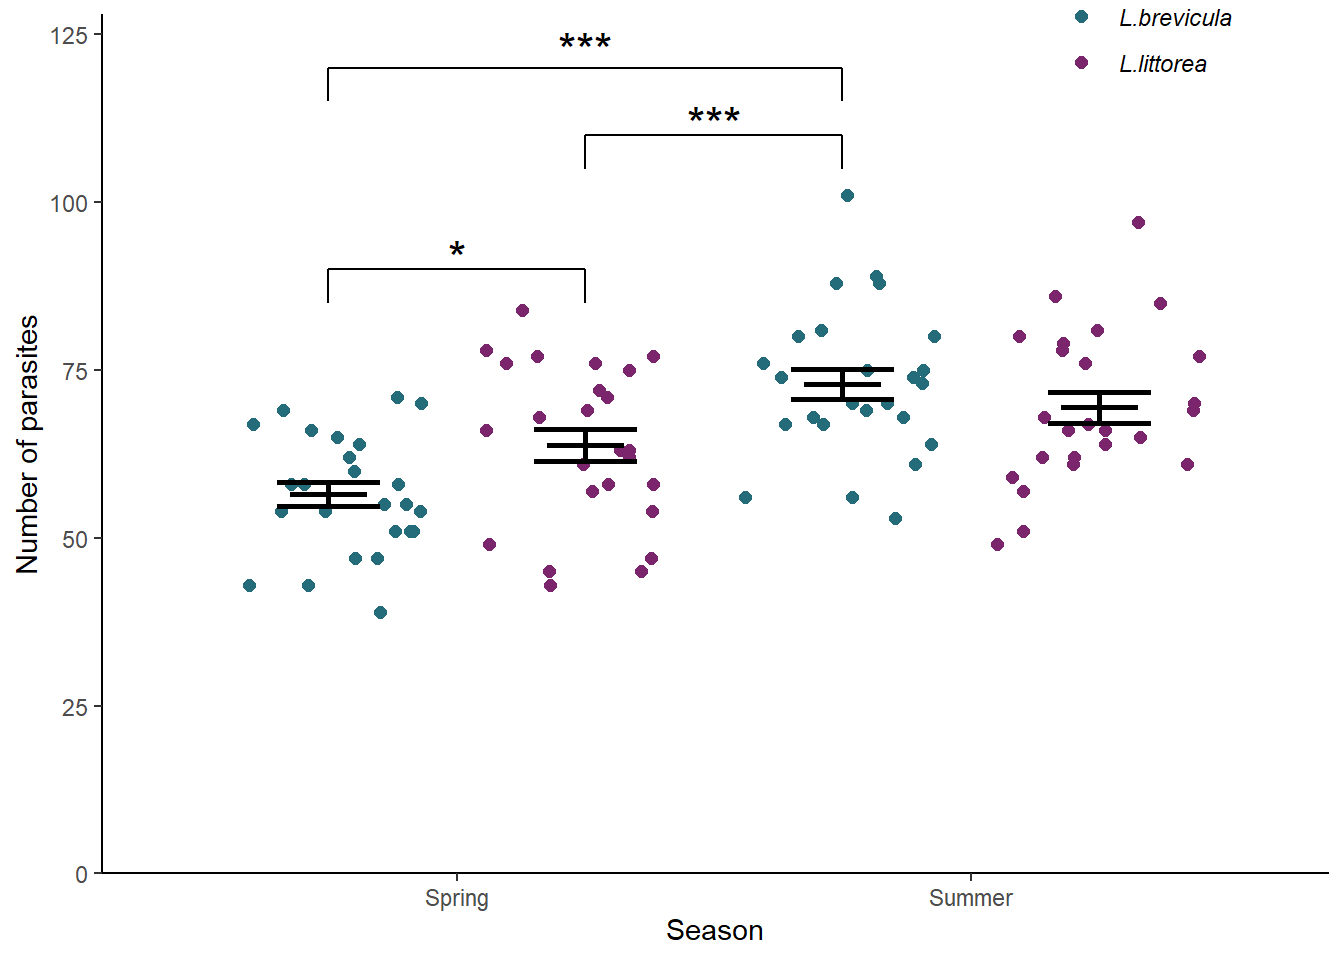 L.brevicula
L.littorea
125
100
75
50
25
0
***
***
*
Number of parasites
Spring
Summer
Season